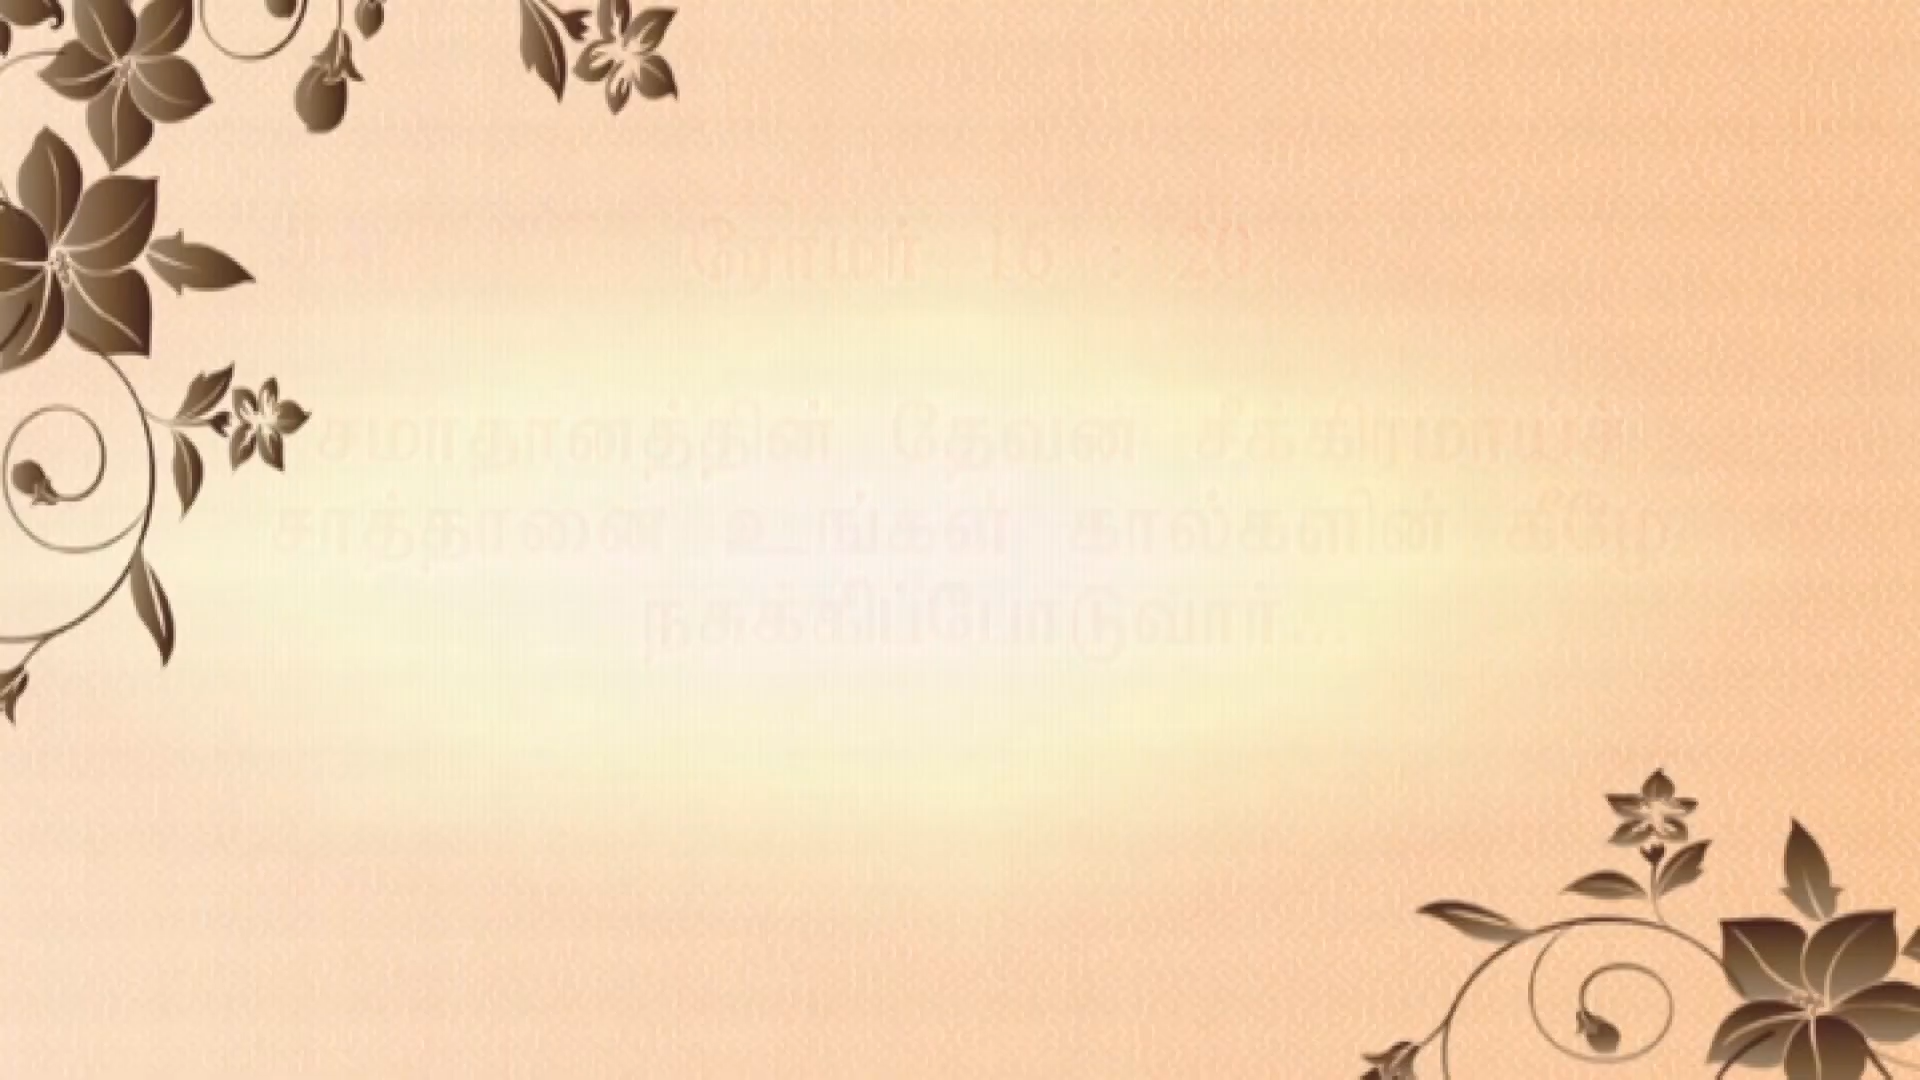 ரோமர் 16 : 20
சமாதானத்தின் தேவன் சீக்கிரமாய்ச்
சாத்தானை உங்கள் கால்களின் கீழே
நசுக்கிப்போடுவார்...